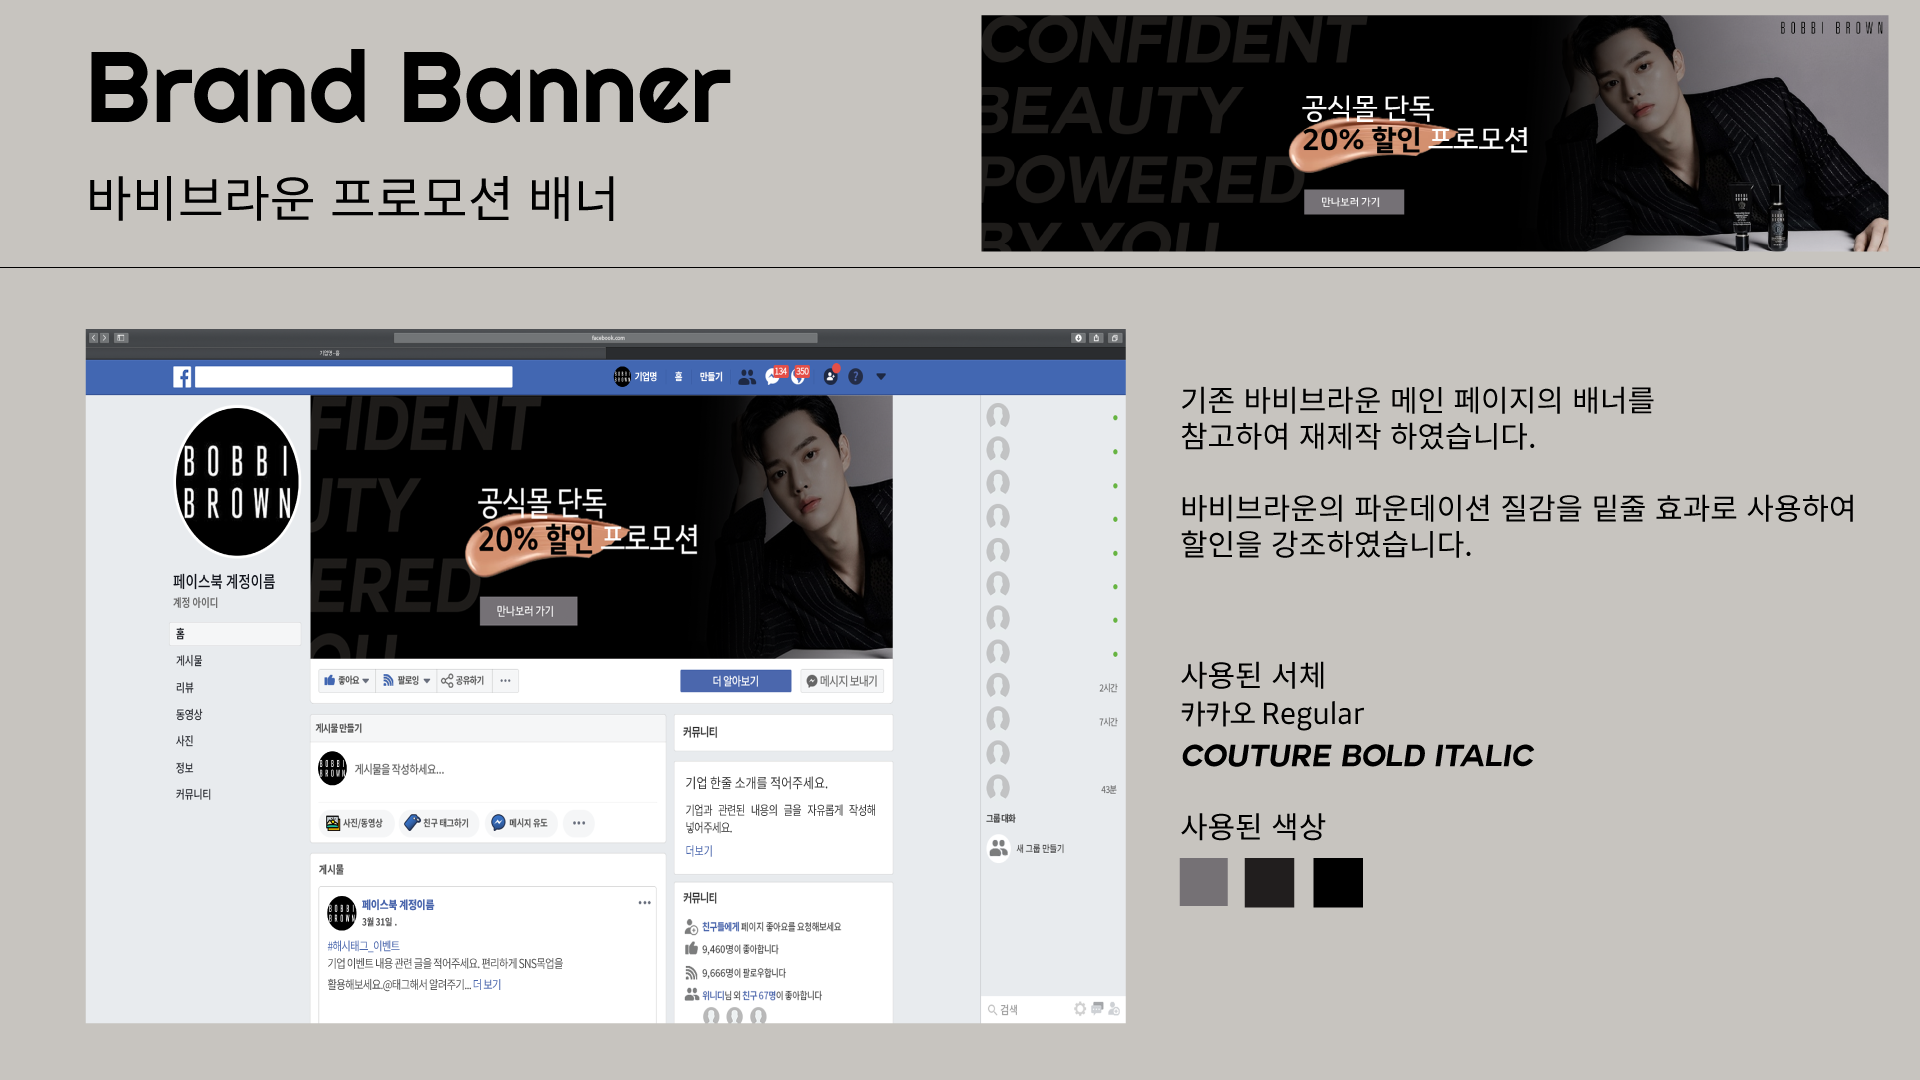 Brand Banner
바비브라운 프로모션 배너
CONFIDENT
BEAUTY
POWERED
BY YOU
BOBBI BROWN
공식몰 단독
20% 할인 프로모션
만나보러 가기
facebook.com
기업명 - 홈
BOBBI BROWN
기업명
홈
만들기
134
350
BOBBI
BROWN
페이스북 계정이름
계정 아이디
홈
게시물
리뷰
동영상
사진
정보
커뮤니티
FIDENT
UTY
ERED
YOU
공식몰 단독
20% 할인 프로모션
만나보러 가기
좋아요
팔로잉
공유하기
더 알아보기
메시지 보내기
게시물 만들기
BOBBI
BROWN
게시물을 작성하세요...
사진/동영상
친구 태그하기
메시지 유도
게시물
BOBBI
BROWN
페이스북 계정이름
3월 31일 .
#해시태그_이벤트
기업 이벤트 내용 관련 글을 적어주세요. 편리하게 SNS목업을
활용해보세요.@태그해서 알려주기... 더 보기
커뮤니티
기업 한줄 소개를 적어주세요.
기업과 관련된 내용의 글을 자유롭게 작성해
넣어주세요.
더보기
커뮤니티
친구들에게 페이지 좋아요를 요청해보세요
9,460명이 좋아합니다
9,666명이 팔로우합니다
위니디님 외 친구 67명이 좋아합니다
2시간
7시간
43분
그룹대화
새 그룹 만들기
검색
기존 바비브라운 메인 페이지의 배너를
참고하여 재제작 하였습니다.
바비브라운의 파운데이션 질감을 밑줄 효과로 사용하여
할인을 강조하였습니다.
사용된 서체
카카오 Regular
COUTURE BOLD ITALIC
사용된 색상